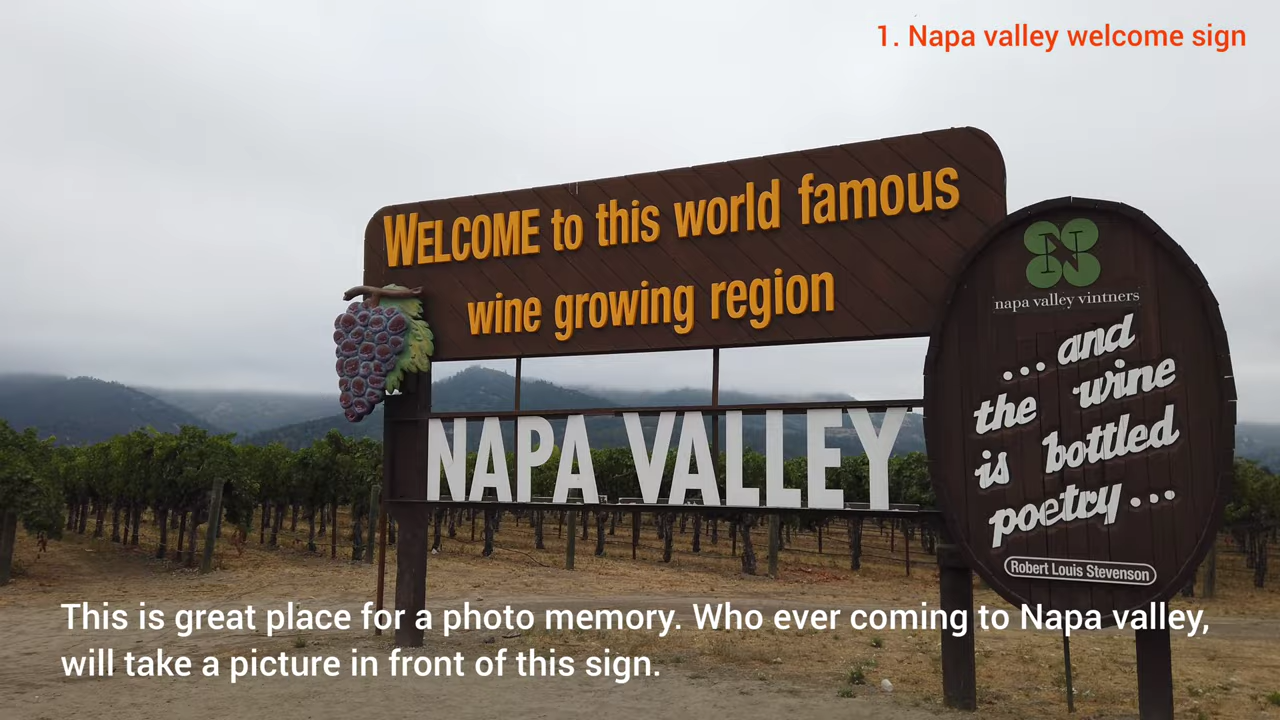 1. Napa valley welcome sign
WELCOME to this world famous
wine growing region
NAPA VALLEY
N
napa valley vintners
... and
the wine
is bottled
poetry...
Robert Louis Stevenson
This is great place for a photo memory. Who ever coming to Napa valley,
will take a picture in front of this sign.